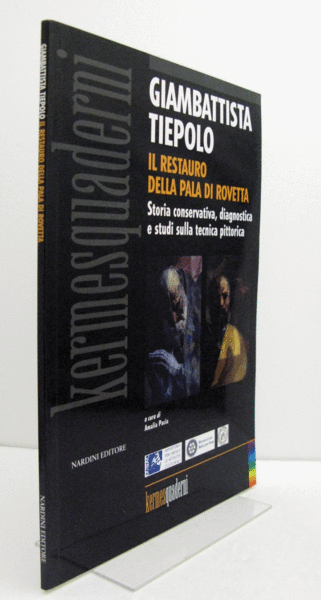 GIAMBATTISTA TIEPOLO IL RESTAURO DELLA PALA DI ROVETTA
NARDINI EDITORE
kermesquaderni
GIAMBATTISTA
TIEPOLO
IL RESTAURO
DELLA PALA DI ROVETTA
Storia conservativa, diagnostica
e studi sulla tecnica pittorica
a cura di
Amalia Pacia
NARDINI EDITORE
kermesquaderni